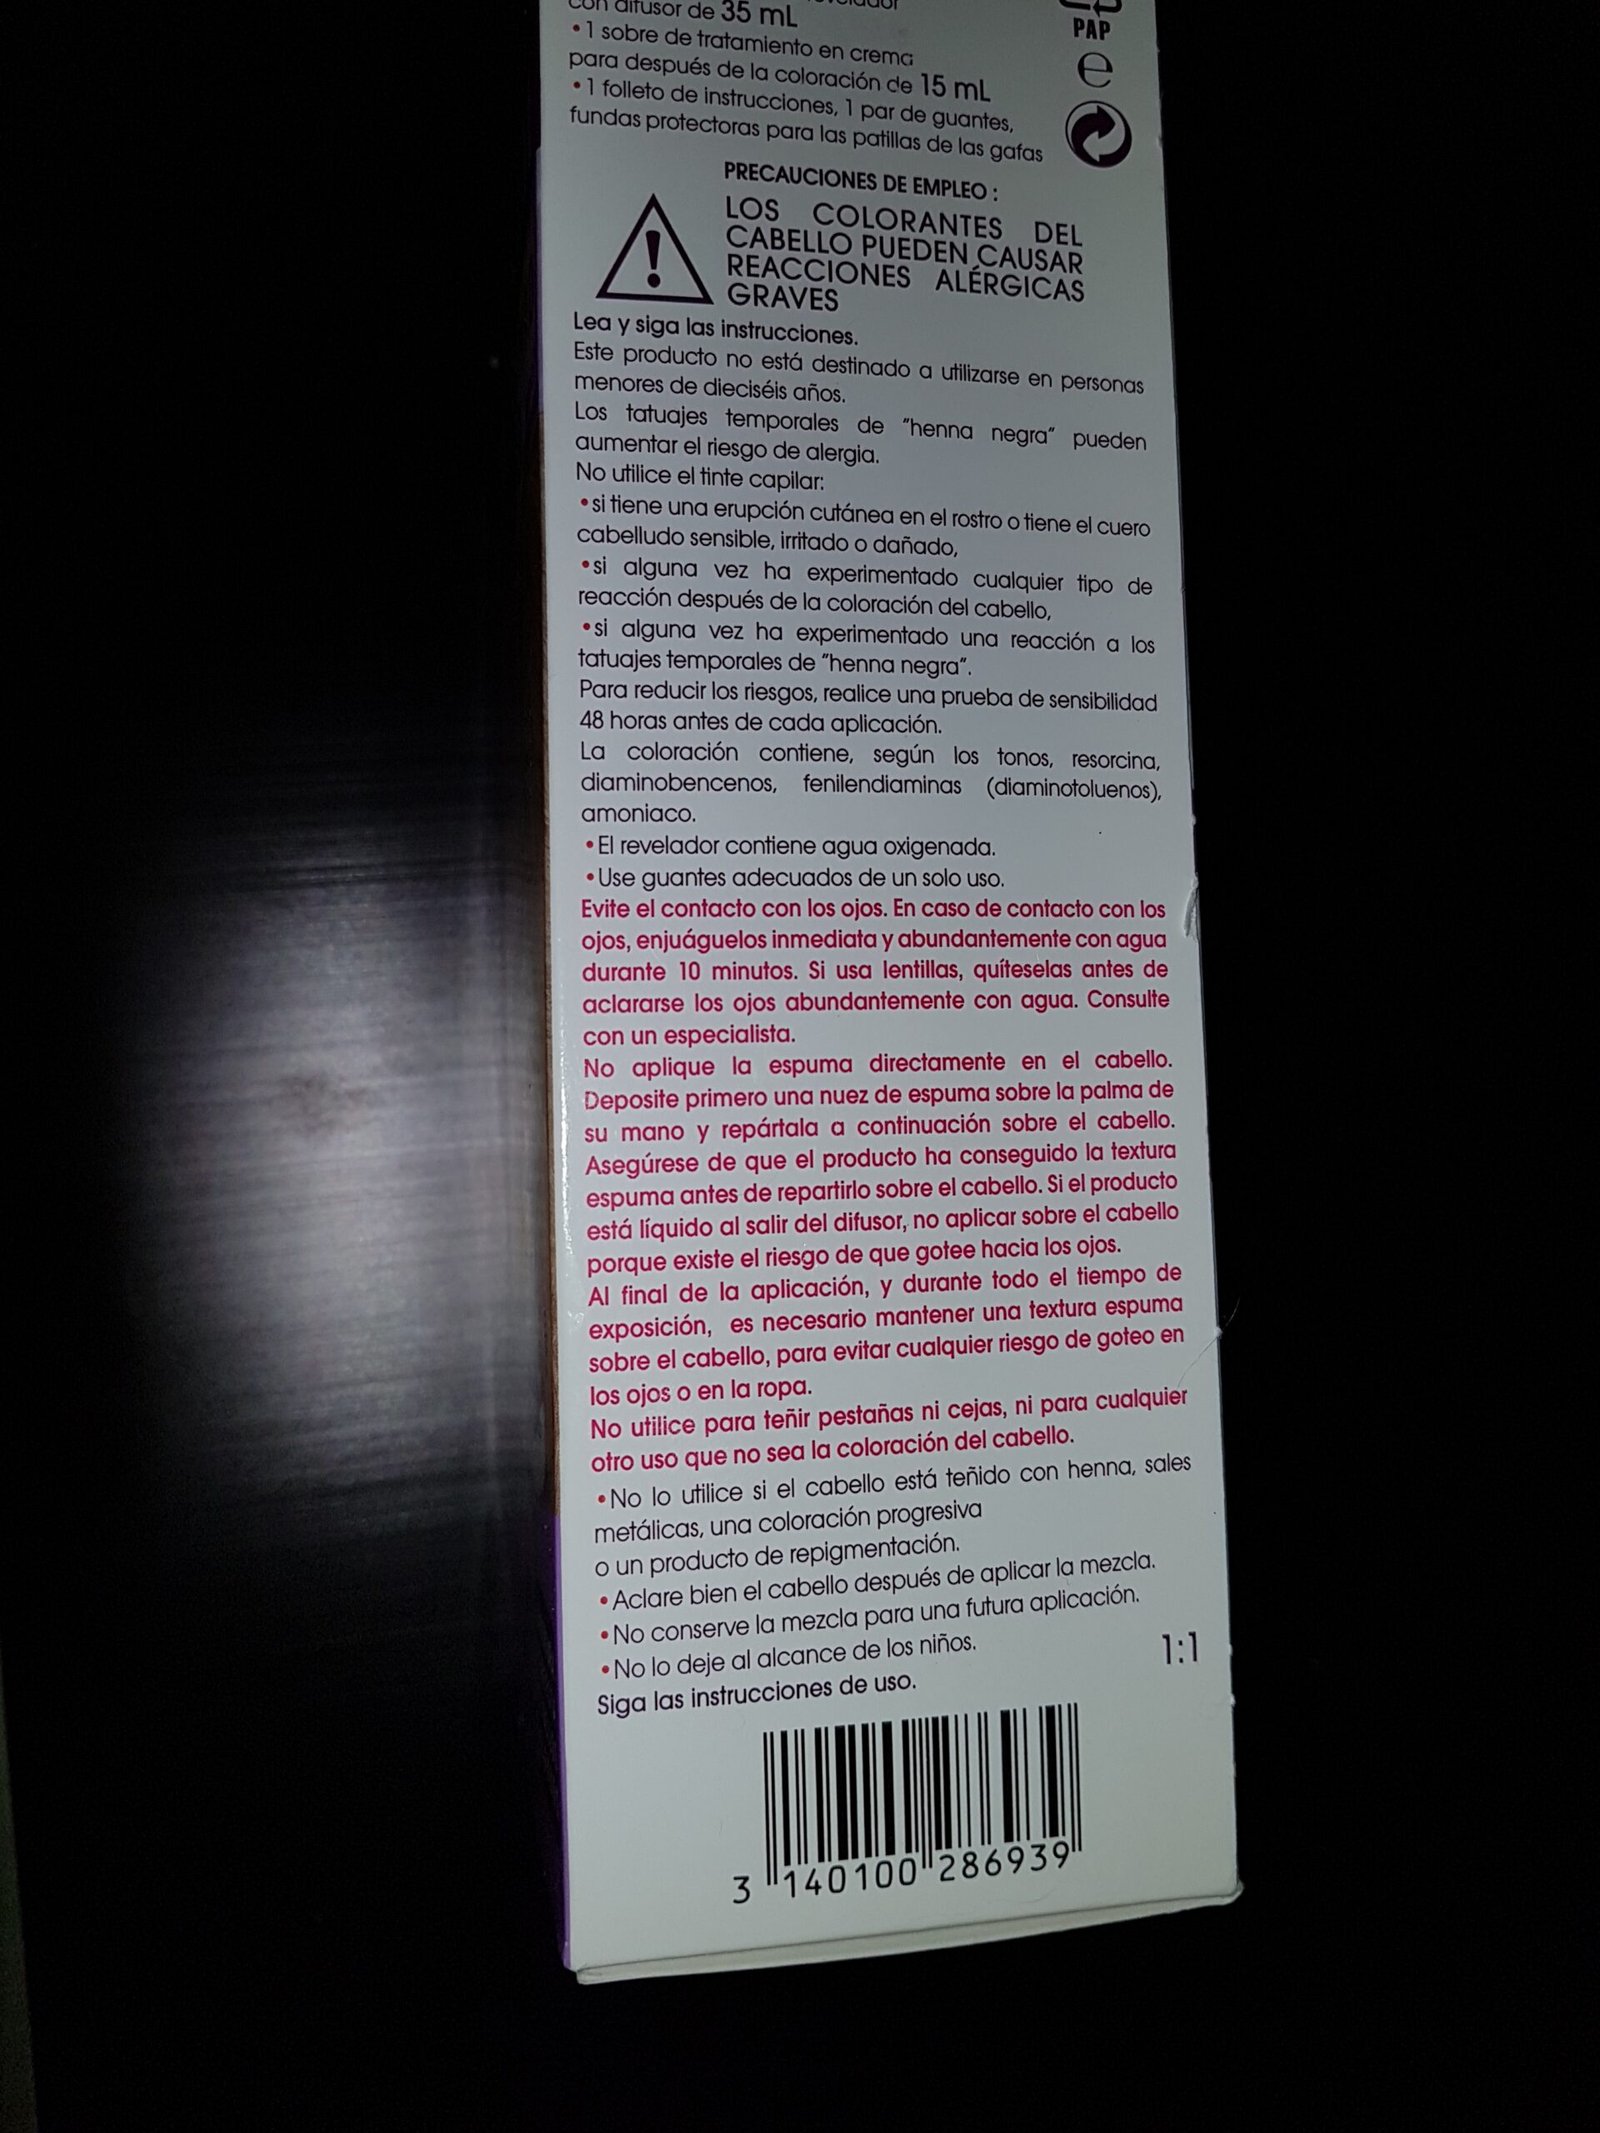 con difusor de 35 mL
• 1 sobre de tratamiento en crema
para después de la coloración de 15 mL
• 1 folleto de instrucciones, 1 par de guantes,
fundas protectoras para las patillas de las gafas
PAP
e
PRECAUCIONES DE EMPLEO :
LOS COLORANTES DEL
CABELLO PUEDEN CAUSAR
REACCIONES ALÉRGICAS
GRAVES
Lea y siga las instrucciones.
Este producto no está destinado a utilizarse en personas
menores de dieciséis años.
Los tatuajes temporales de "henna negra" pueden
aumentar el riesgo de alergia.
No utilice el tinte capilar:
• si tiene una erupción cutánea en el rostro o tiene el cuero
cabelludo sensible, irritado o dañado,
• si alguna vez ha experimentado cualquier tipo de
reacción después de la coloración del cabello,
• si alguna vez ha experimentado una reacción a los
tatuajes temporales de "henna negra".
Para reducir los riesgos, realice una prueba de sensibilidad
48 horas antes de cada aplicación.
La coloración contiene, según los tonos, resorcina,
diaminobencenos, fenilendiaminas (diaminotoluenos),
amoniaco.
• El revelador contiene agua oxigenada.
• Use guantes adecuados de un solo uso.
Evite el contacto con los ojos. En caso de contacto con los
ojos, enjuáguelos inmediata y abundantemente con agua
durante 10 minutos. Si usa lentillas, quíteselas antes de
aclararse los ojos abundantemente con agua. Consulte
con un especialista.
No aplique la espuma directamente en el cabello.
Deposite primero una nuez de espuma sobre la palma de
su mano y repártala a continuación sobre el cabello.
Asegúrese de que el producto ha conseguido la textura
espuma antes de repartirlo sobre el cabello. Si el producto
está líquido al salir del difusor, no aplicar sobre el cabello
porque existe el riesgo de que gotee hacia los ojos.
Al final de la aplicación, y durante todo el tiempo de
exposición, es necesario mantener una textura espuma
sobre el cabello, para evitar cualquier riesgo de goteo en
los ojos o en la ropa.
No utilice para teñir pestañas ni cejas, ni para cualquier
otro uso que no sea la coloración del cabello.
• No lo utilice si el cabello está teñido con henna, sales
metálicas, una coloración progresiva
o un producto de repigmentación.
• Aclare bien el cabello después de aplicar la mezcla.
• No conserve la mezcla para una futura aplicación.
• No lo deje al alcance de los niños.
Siga las instrucciones de uso.
1:1
3 140100 286939